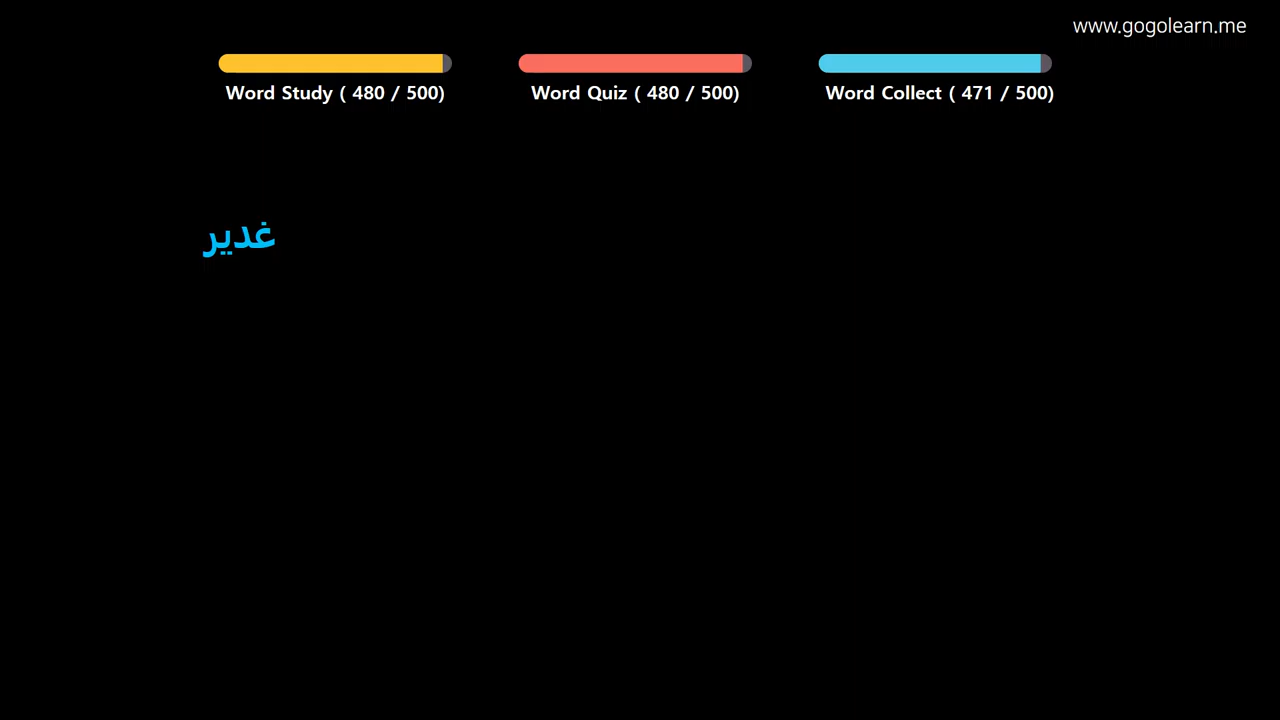 www.gogolearn.me
Word Study ( 480 / 500)
Word Quiz ( 480 / 500)
Word Collect ( 471 / 500)
غدير